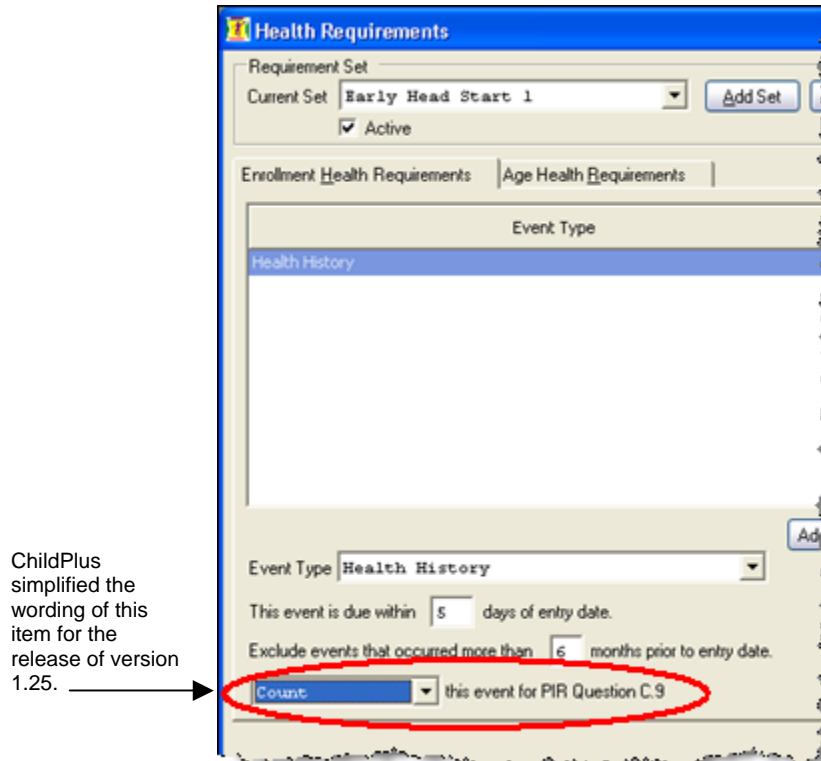 Health Requirements
Requirement Set
Current Set Early Head Start 1 Add Set
Active
Enrollment Health Requirements Age Health Requirements
Event Type
Health History
Event Type Health History
This event is due within 5 days of entry date.
Exclude events that occurred more than 6 months prior to entry date.
Count this event for PIR Question C.9
ChildPlus
simplified the
wording of this
item for the
release of version
1.25.